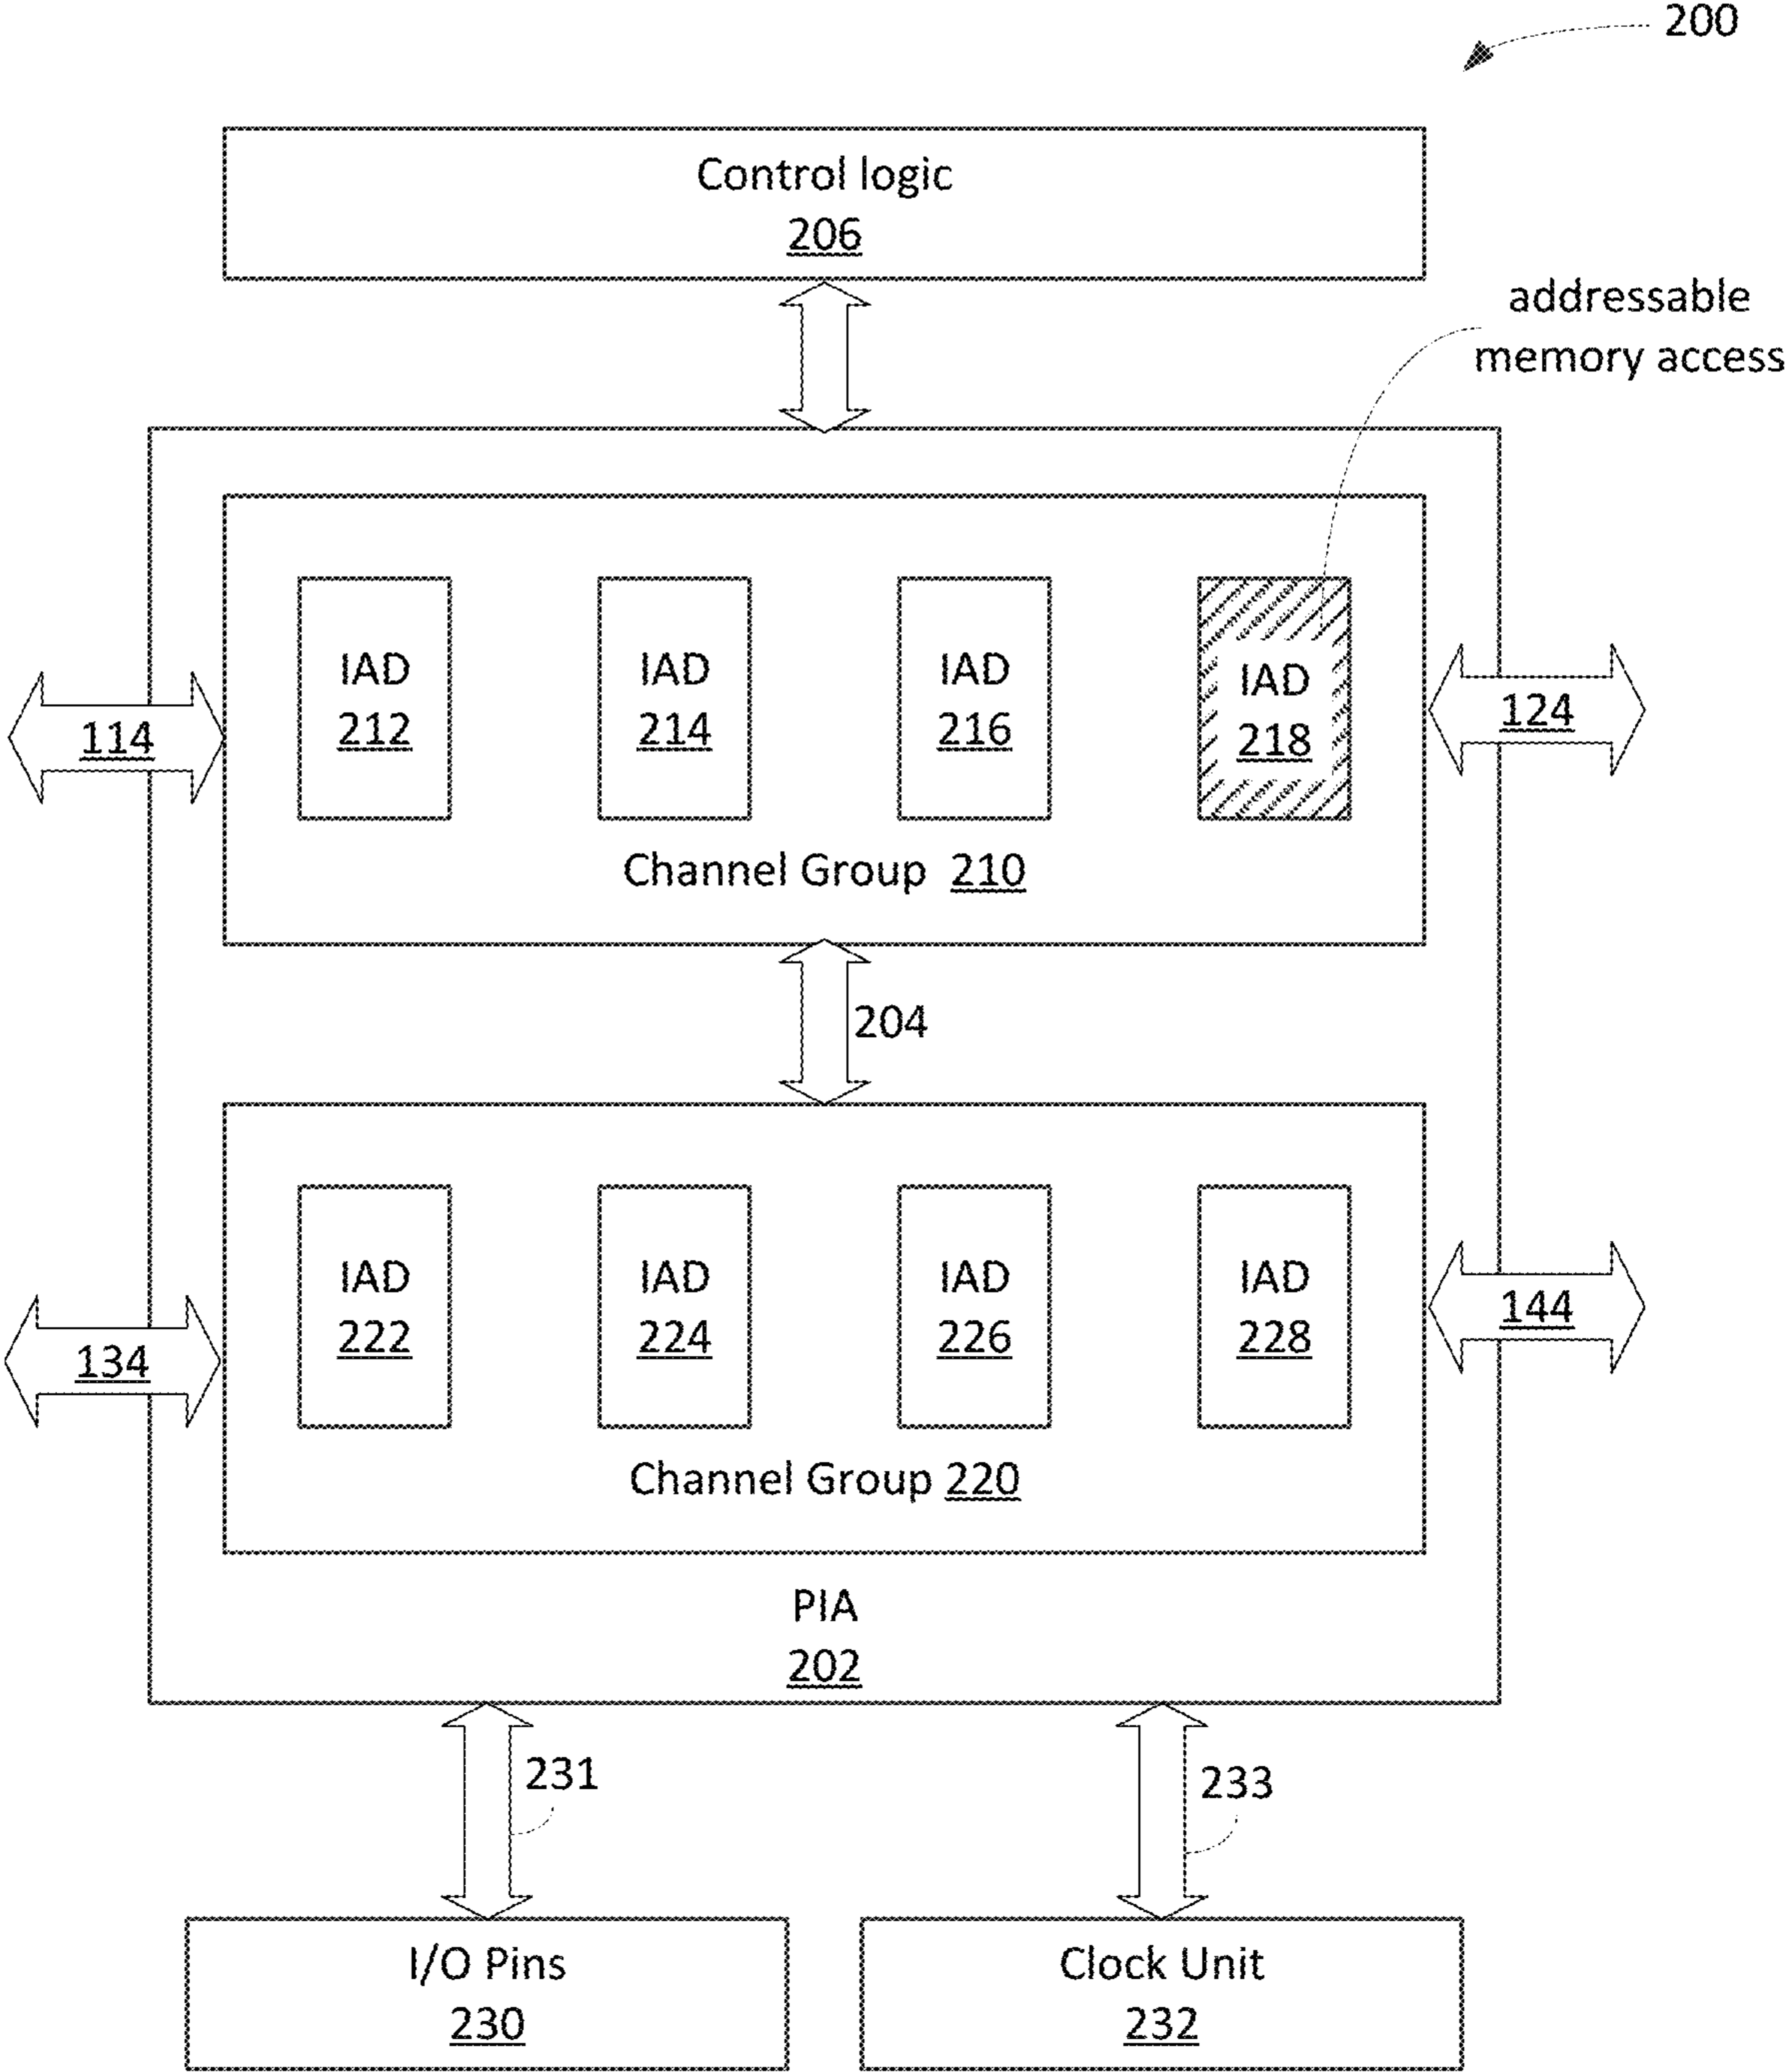 200
Control logic
206
addressable
memory access
IAD
212
IAD
214
IAD
216
IAD
218
114
124
Channel Group 210
204
IAD
222
IAD
224
IAD
226
IAD
228
134
144
Channel Group 220
PIA
202
231
233
I/O Pins
230
Clock Unit
232